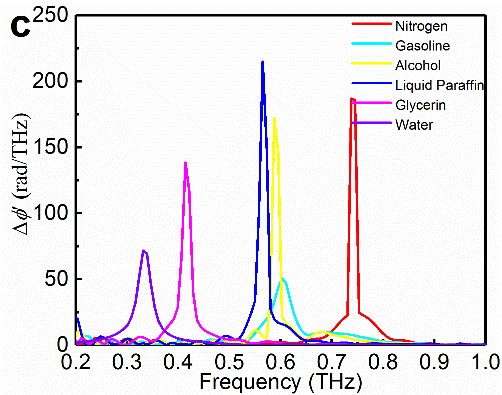 C
Δϕ' (rad/THz)
250
200
150
100
50
0
Nitrogen
Gasoline
Alcohol
Liquid Paraffin
Glycerin
Water
0.2 0.3 0.4 0.5 0.6 0.7 0.8 0.9 1.0
Frequency (THz)